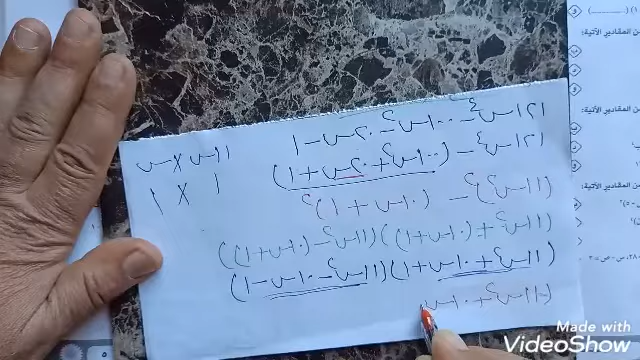 ١٢١س٤ − ١٠٠س٢ − ٢٠س − ١
١٢١س٤ − (١٠٠س٢ + ٢٠س + ١)
(١١س٢)٢ − (١٠س + ١)٢
(١١س٢ + (١٠س + ١))(١١س٢ − (١٠س + ١))
(١١س٢ + ١٠س + ١)(١١س٢ − ١٠س − ١)
(١١س٢ + ١٠س
١١س × س
١ × ١
من المقادير الآتية:
من المقادير الآتية:
Made with
VideoShow